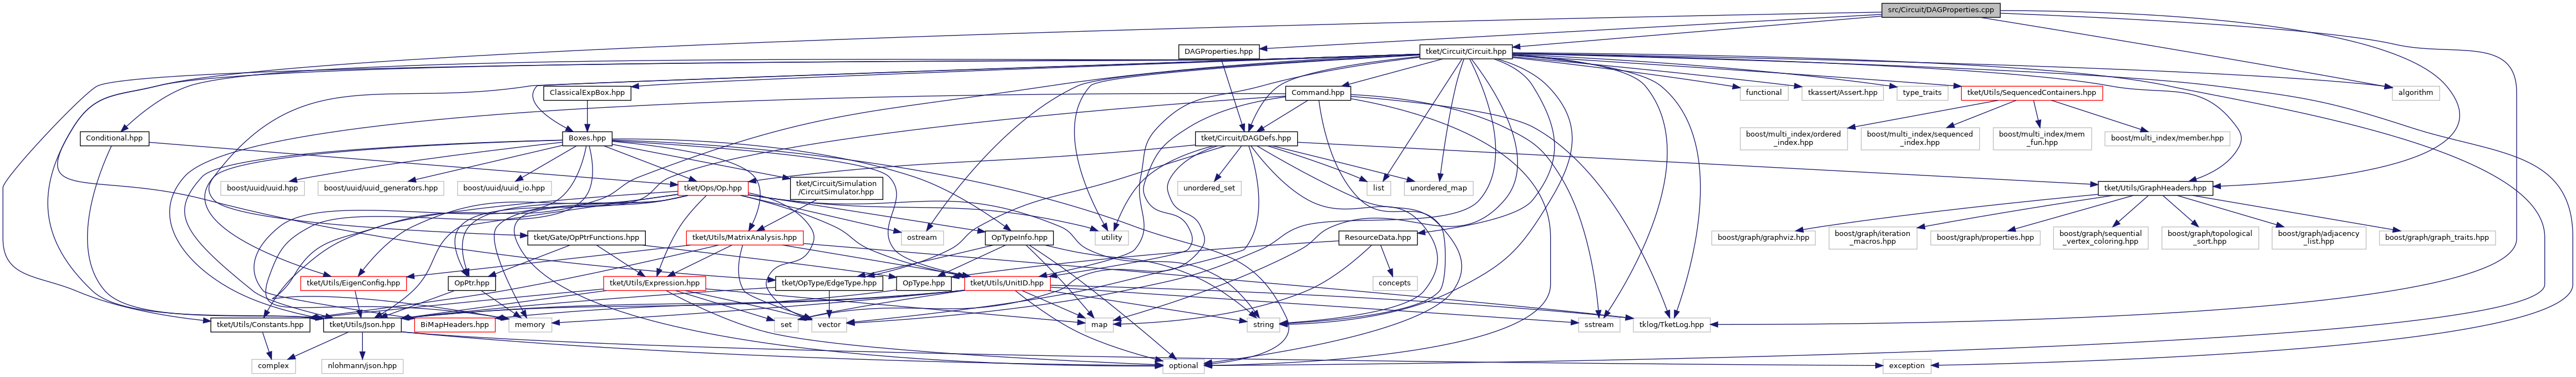 src/Circuit/DAGProperties.cpp
DAGProperties.hpp
tket/Circuit/Circuit.hpp
ClassicalExpBox.hpp
Command.hpp
functional
tkassert/Assert.hpp
type_traits
tket/Utils/SequencedContainers.hpp
algorithm
Conditional.hpp
Boxes.hpp
tket/Circuit/DAGDefs.hpp
boost/multi_index/ordered
_index.hpp
boost/multi_index/sequenced
_index.hpp
boost/multi_index/mem
_fun.hpp
boost/multi_index/member.hpp
boost/uuid/uuid.hpp
boost/uuid/uuid_generators.hpp
boost/uuid/uuid_io.hpp
tket/Ops/Op.hpp
tket/Circuit/Simulation
/CircuitSimulator.hpp
unordered_set
list
unordered_map
tket/Utils/GraphHeaders.hpp
tket/Gate/OpPtrFunctions.hpp
tket/Utils/MatrixAnalysis.hpp
ostream
OpTypeInfo.hpp
utility
ResourceData.hpp
boost/graph/graphviz.hpp
boost/graph/iteration
_macros.hpp
boost/graph/properties.hpp
boost/graph/sequential
_vertex_coloring.hpp
boost/graph/topological
_sort.hpp
boost/graph/adjacency
_list.hpp
boost/graph/graph_traits.hpp
tket/Utils/EigenConfig.hpp
OpPtr.hpp
tket/Utils/Expression.hpp
tket/OpType/EdgeType.hpp
OpType.hpp
tket/Utils/UnitID.hpp
concepts
tket/Utils/Constants.hpp
tket/Utils/Json.hpp
BiMapHeaders.hpp
memory
set
vector
map
string
sstream
tklog/TketLog.hpp
complex
nlohmann/json.hpp
optional
exception